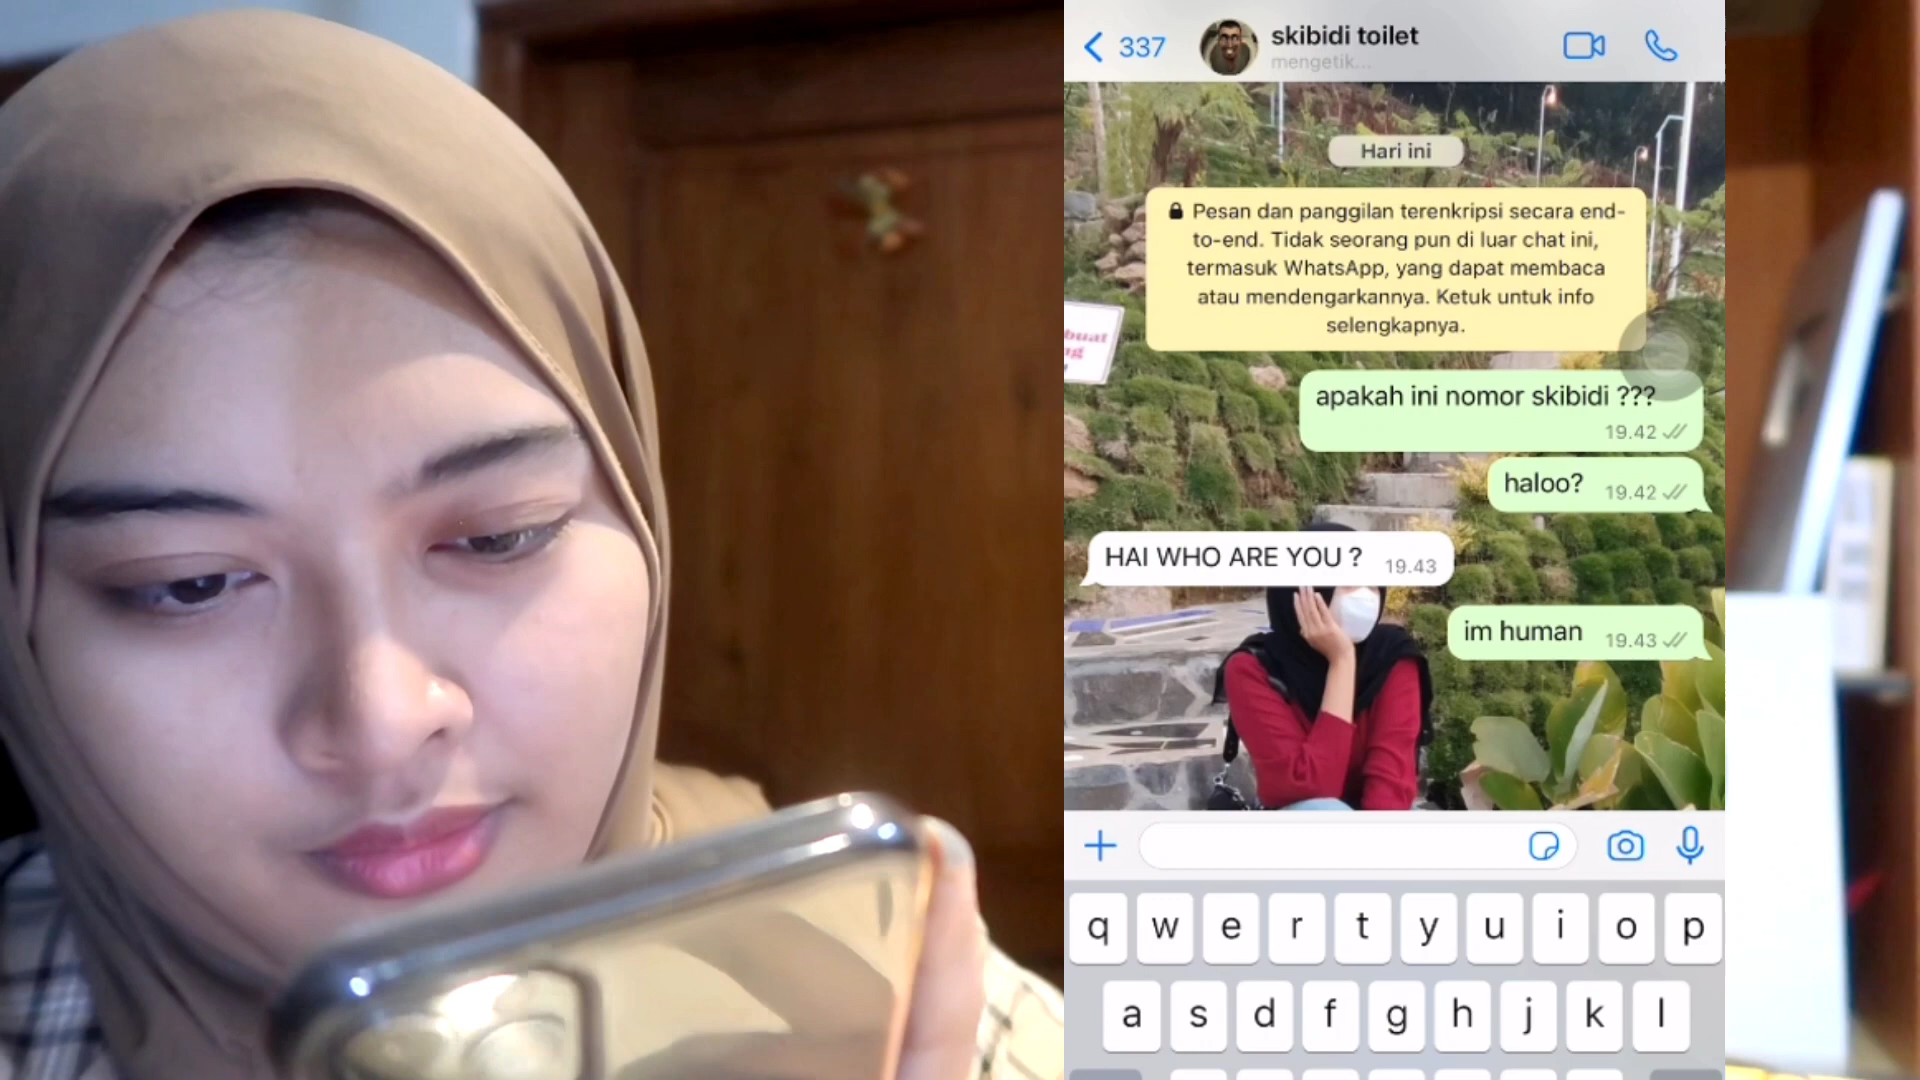 337
skibidi toilet
mengetik...
Hari ini
Pesan dan panggilan terenkripsi secara end-
to-end. Tidak seorang pun di luar chat ini,
termasuk WhatsApp, yang dapat membaca
atau mendengarkannya. Ketuk untuk info
selengkapnya.
buat
apakah ini nomor skibidi ???
19.42
haloo?
19.42
HAI WHO ARE YOU ?
19.43
im human
19.43
q w e r t y u i o p
a s d f g h j k l